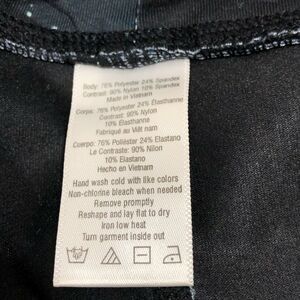 Body: 76% Polyester 24% Spandex
Contrast: 90% Nylon 10% Spandex
Made in Vietnam
Corps: 76% Polyester 24% Élasthanne
Contrast: 90% Nylon
10% Élasthanne
Fabriqué au Việt nam
Cuerpo: 76% Poliéster 24% Elastano
Le Contraste: 90% Nilon
10% Elastano
Hecho en Vietnam
Hand wash cold with like colors
Non-chlorine bleach when needed
Remove promptly
Reshape and lay flat to dry
Iron low heat
Turn garment inside out